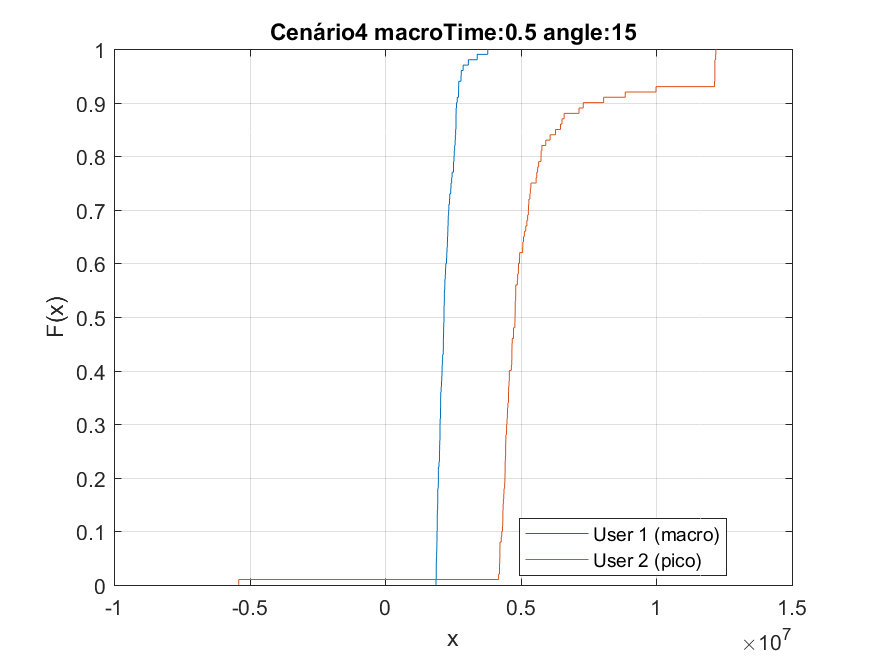 Cenário4 macroTime:0.5 angle:15
1
0.9
0.8
0.7
0.6
0.5
0.4
0.3
0.2
0.1
0
F(x)
User 1 (macro)
User 2 (pico)
-1 -0.5 0 0.5 1 1.5
x
×10^7